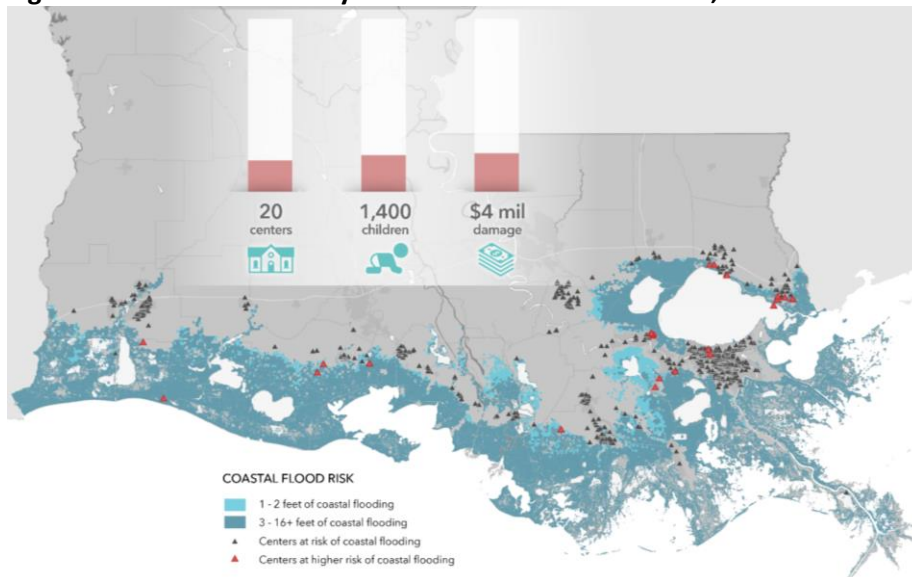 20
centers
1,400
children
$4 mil
damage
COASTAL FLOOD RISK
1 - 2 feet of coastal flooding
3 - 16+ feet of coastal flooding
Centers at risk of coastal flooding
Centers at higher risk of coastal flooding